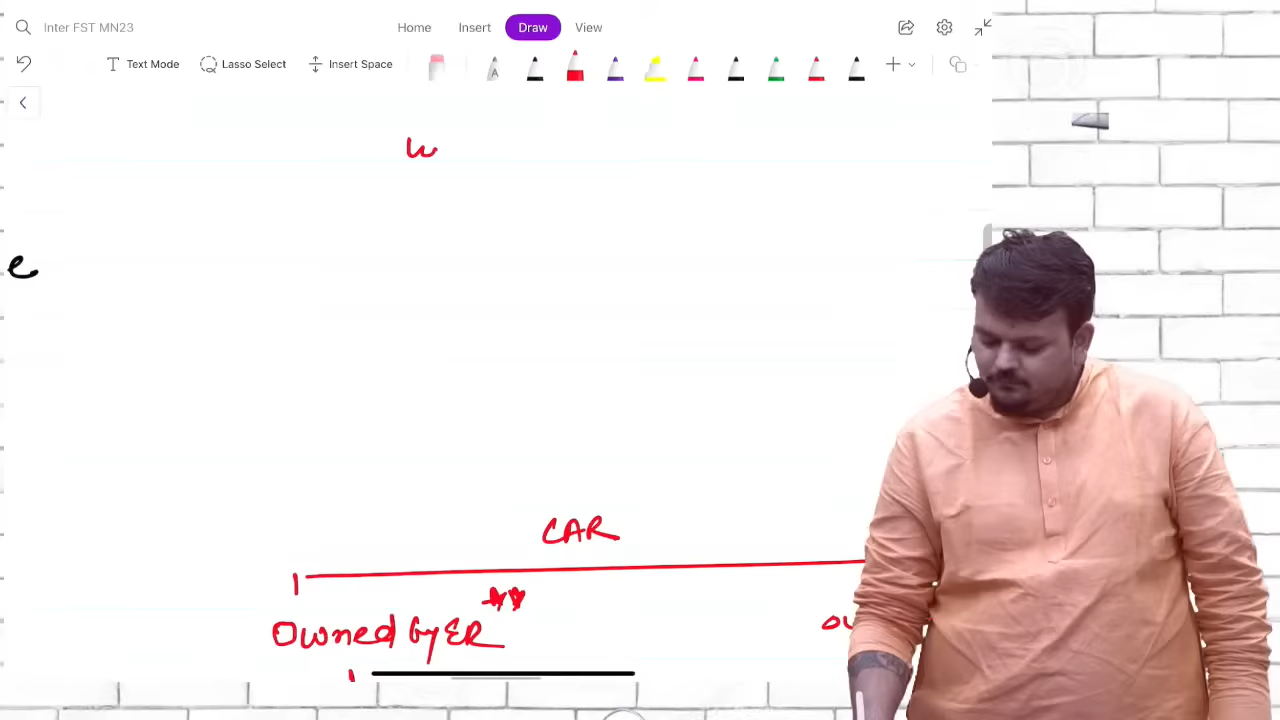 Inter FST MN23
Home Insert Draw View
Text Mode Lasso Select Insert Space
e
CAR
Owned by ER **